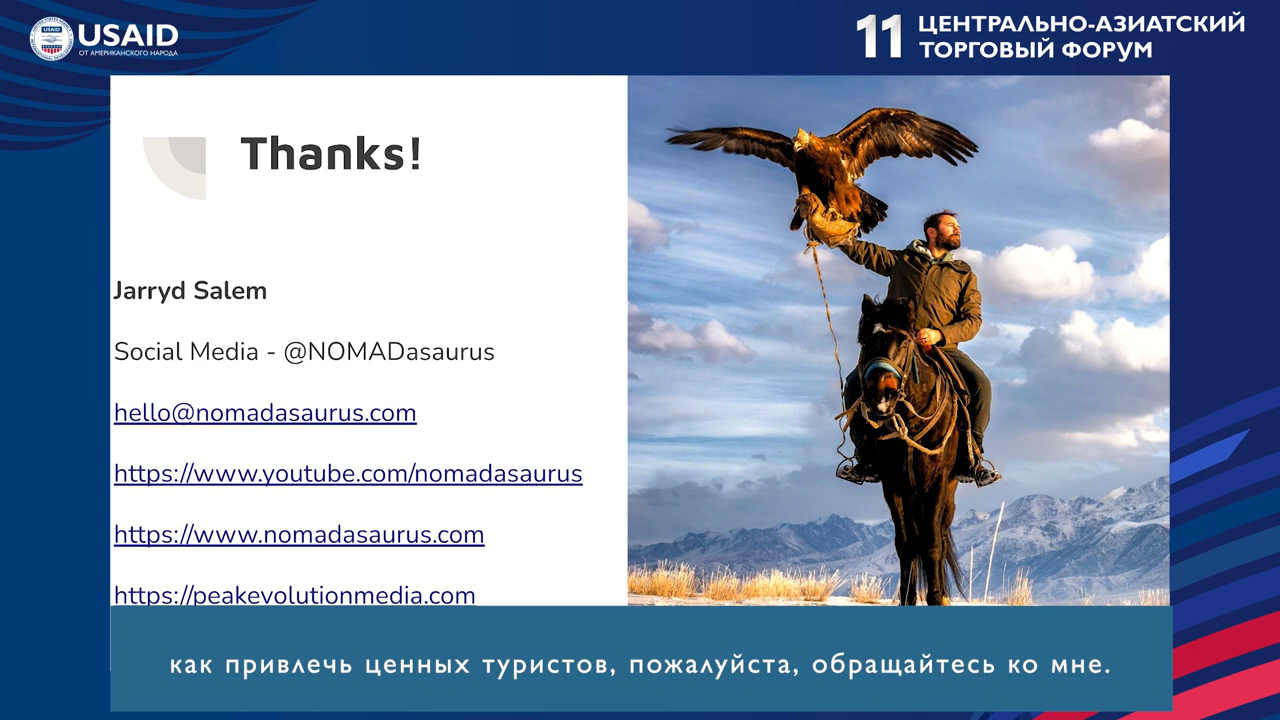 USAID
ОТ АМЕРИКАНСКОГО НАРОДА
11 ЦЕНТРАЛЬНО-АЗИАТСКИЙ
ТОРГОВЫЙ ФОРУМ
Thanks!
Jarryd Salem
Social Media - @NOMADasaurus
hello@nomadasaurus.com
https://www.youtube.com/nomadasaurus
https://www.nomadasaurus.com
https://peakevolutionmedia.com
как привлечь ценных туристов, пожалуйста, обращайтесь ко мне.